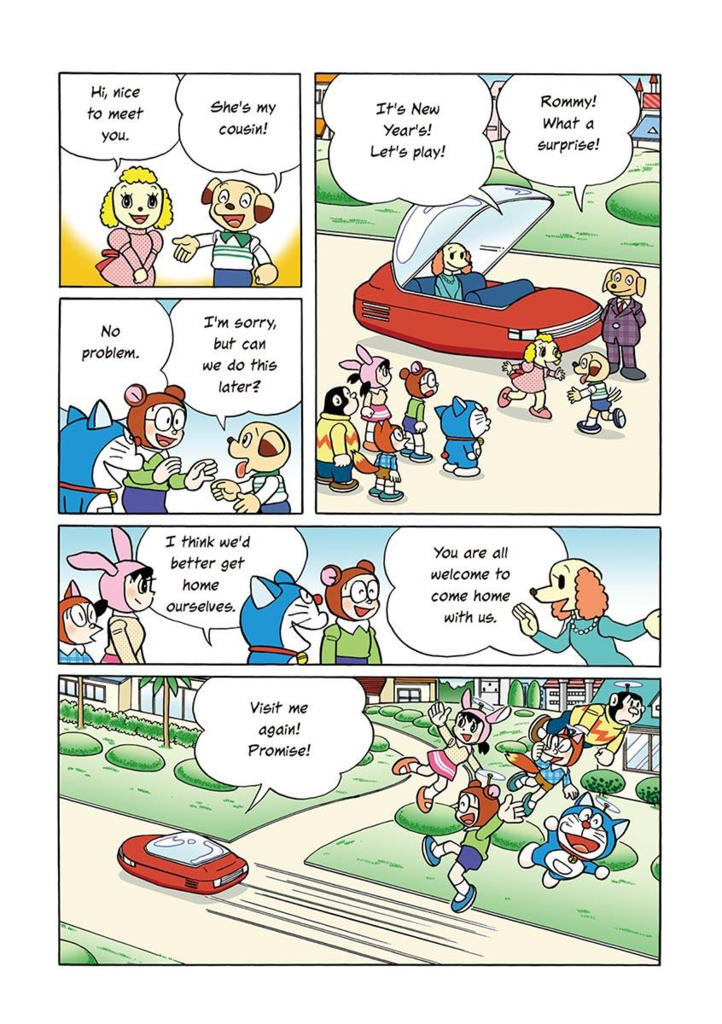 Rommy!
What a
surprise!
It's New
Year's!
Let's play!
She's my
cousin!
Hi, nice
to meet
you.
I'm sorry,
but can
we do this
later?
No
problem.
You are all
welcome to
come home
with us.
I think we'd
better get
home
ourselves.
Visit me
again!
Promise!